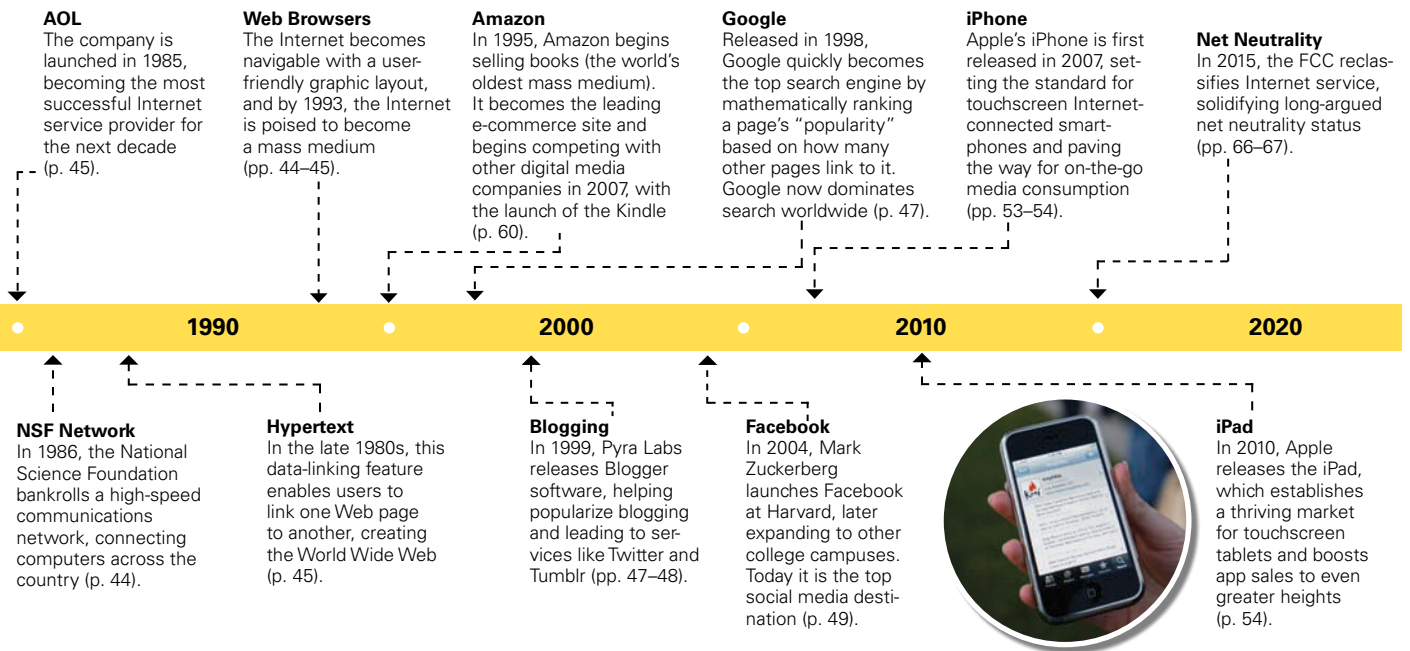 AOL
The company is
launched in 1985,
becoming the most
successful Internet
service provider for
the next decade
(p. 45).
Web Browsers
The Internet becomes
navigable with a user-
friendly graphic layout,
and by 1993, the Internet
is poised to become
a mass medium
(pp. 44–45).
Amazon
In 1995, Amazon begins
selling books (the world’s
oldest mass medium).
It becomes the leading
e-commerce site and
begins competing with
other digital media
companies in 2007, with
the launch of the Kindle
(p. 60).
Google
Released in 1998,
Google quickly becomes
the top search engine by
mathematically ranking
a page’s “popularity”
based on how many
other pages link to it.
Google now dominates
search worldwide (p. 47).
iPhone
Apple’s iPhone is first
released in 2007, set-
ting the standard for
touchscreen Internet-
connected smart-
phones and paving
the way for on-the-go
media consumption
(pp. 53–54).
Net Neutrality
In 2015, the FCC reclas-
sifies Internet service,
solidifying long-argued
net neutrality status
(pp. 66–67).
1990
2000
2010
2020
NSF Network
In 1986, the National
Science Foundation
bankrolls a high-speed
communications
network, connecting
computers across the
country (p. 44).
Hypertext
In the late 1980s, this
data-linking feature
enables users to
link one Web page
to another, creating
the World Wide Web
(p. 45).
Blogging
In 1999, Pyra Labs
releases Blogger
software, helping
popularize blogging
and leading to ser-
vices like Twitter and
Tumblr (pp. 47–48).
Facebook
In 2004, Mark
Zuckerberg
launches Facebook
at Harvard, later
expanding to other
college campuses.
Today it is the top
social media desti-
nation (p. 49).
iPad
In 2010, Apple
releases the iPad,
which establishes
a thriving market
for touchscreen
tablets and boosts
app sales to even
greater heights
(p. 54).